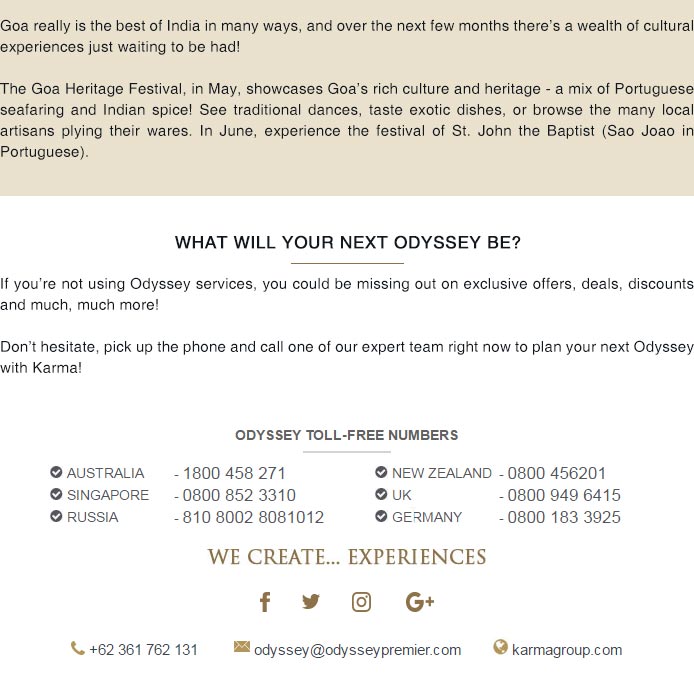 Goa really is the best of India in many ways, and over the next few months there's a wealth of cultural
experiences just waiting to be had!
The Goa Heritage Festival, in May, showcases Goa's rich culture and heritage - a mix of Portuguese
seafaring and Indian spice! See traditional dances, taste exotic dishes, or browse the many local
artisans plying their wares. In June, experience the festival of St. John the Baptist (Sao Joao in
Portuguese).
WHAT WILL YOUR NEXT ODYSSEY BE?
If you're not using Odyssey services, you could be missing out on exclusive offers, deals, discounts
and much, much more!
Don't hesitate, pick up the phone and call one of our expert team right now to plan your next Odyssey
with Karma!
ODYSSEY TOLL-FREE NUMBERS
AUSTRALIA - 1800 458 271 NEW ZEALAND - 0800 456201
SINGAPORE - 0800 852 3310 UK - 0800 949 6415
RUSSIA - 810 8002 8081012 GERMANY - 0800 183 3925
WE CREATE... EXPERIENCES
+62 361 762 131 odyssey@odysseypremier.com karmagroup.com